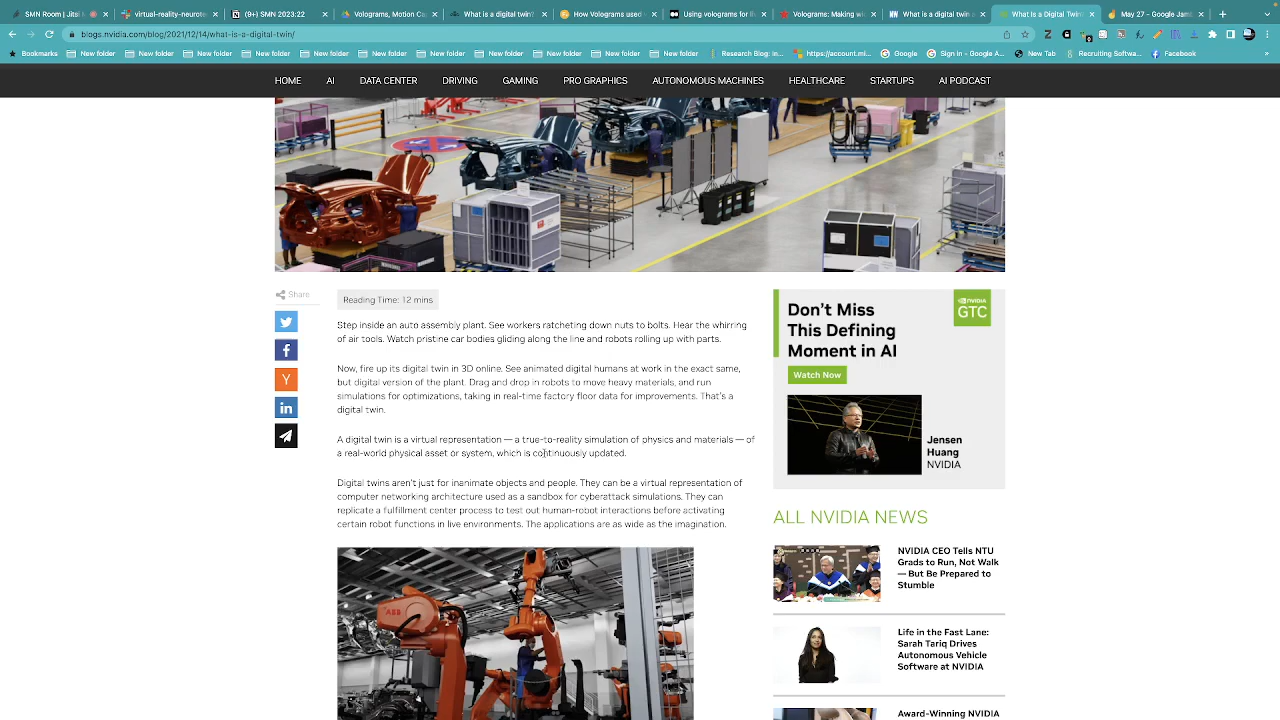 SMN Room | Jitsi
virtual-reality-neurote
(9+) SMN 2023:22
Volograms, Motion Ca
What is a digital twin?
How Volograms used
Using volograms for
Vologram​s: Making vi
What is a digital twin
What Is a Digital Twin
May 27 - Google Jam
blogs.nvidia.com/blog/2021/12/14/what-is-a-digital-twin/
Bookmarks
New folder
New folder
New folder
New folder
New folder
New folder
New folder
New folder
New folder
Research Blog: In...
https://account.mi...
Google
Sign in - Google A...
New Tab
Recruiting Softwa...
Facebook
HOME
AI
DATA CENTER
DRIVING
GAMING
PRO GRAPHICS
AUTONOMOUS MACHINES
HEALTHCARE
STARTUPS
AI PODCAST
Share
Reading Time: 12 mins
Step inside an auto assembly plant. See workers ratcheting down nuts to bolts. Hear the whirring
of air tools. Watch pristine car bodies gliding along the line and robots rolling up with parts.
Now, fire up its digital twin in 3D online. See animated digital humans at work in the exact same,
but digital version of the plant. Drag and drop in robots to move heavy materials, and run
simulations for optimizations, taking in real-time factory floor data for improvements. That's a
digital twin.
A digital twin is a virtual representation — a true-to-reality simulation of physics and materials — of
a real-world physical asset or system, which is continuously updated.
Digital twins aren't just for inanimate objects and people. They can be a virtual representation of
computer networking architecture used as a sandbox for cyberattack simulations. They can
replicate a fulfillment center process to test out human-robot interactions before activating
certain robot functions in live environments. The applications are as wide as the imagination.
ABB
Don't Miss
This Defining
Moment in AI
NVIDIA
GTC
Watch Now
Jensen
Huang
NVIDIA
ALL NVIDIA NEWS
NVIDIA CEO Tells NTU
Grads to Run, Not Walk
— But Be Prepared to
Stumble
Life in the Fast Lane:
Sarah Tariq Drives
Autonomous Vehicle
Software at NVIDIA
Award-Winning NVIDIA